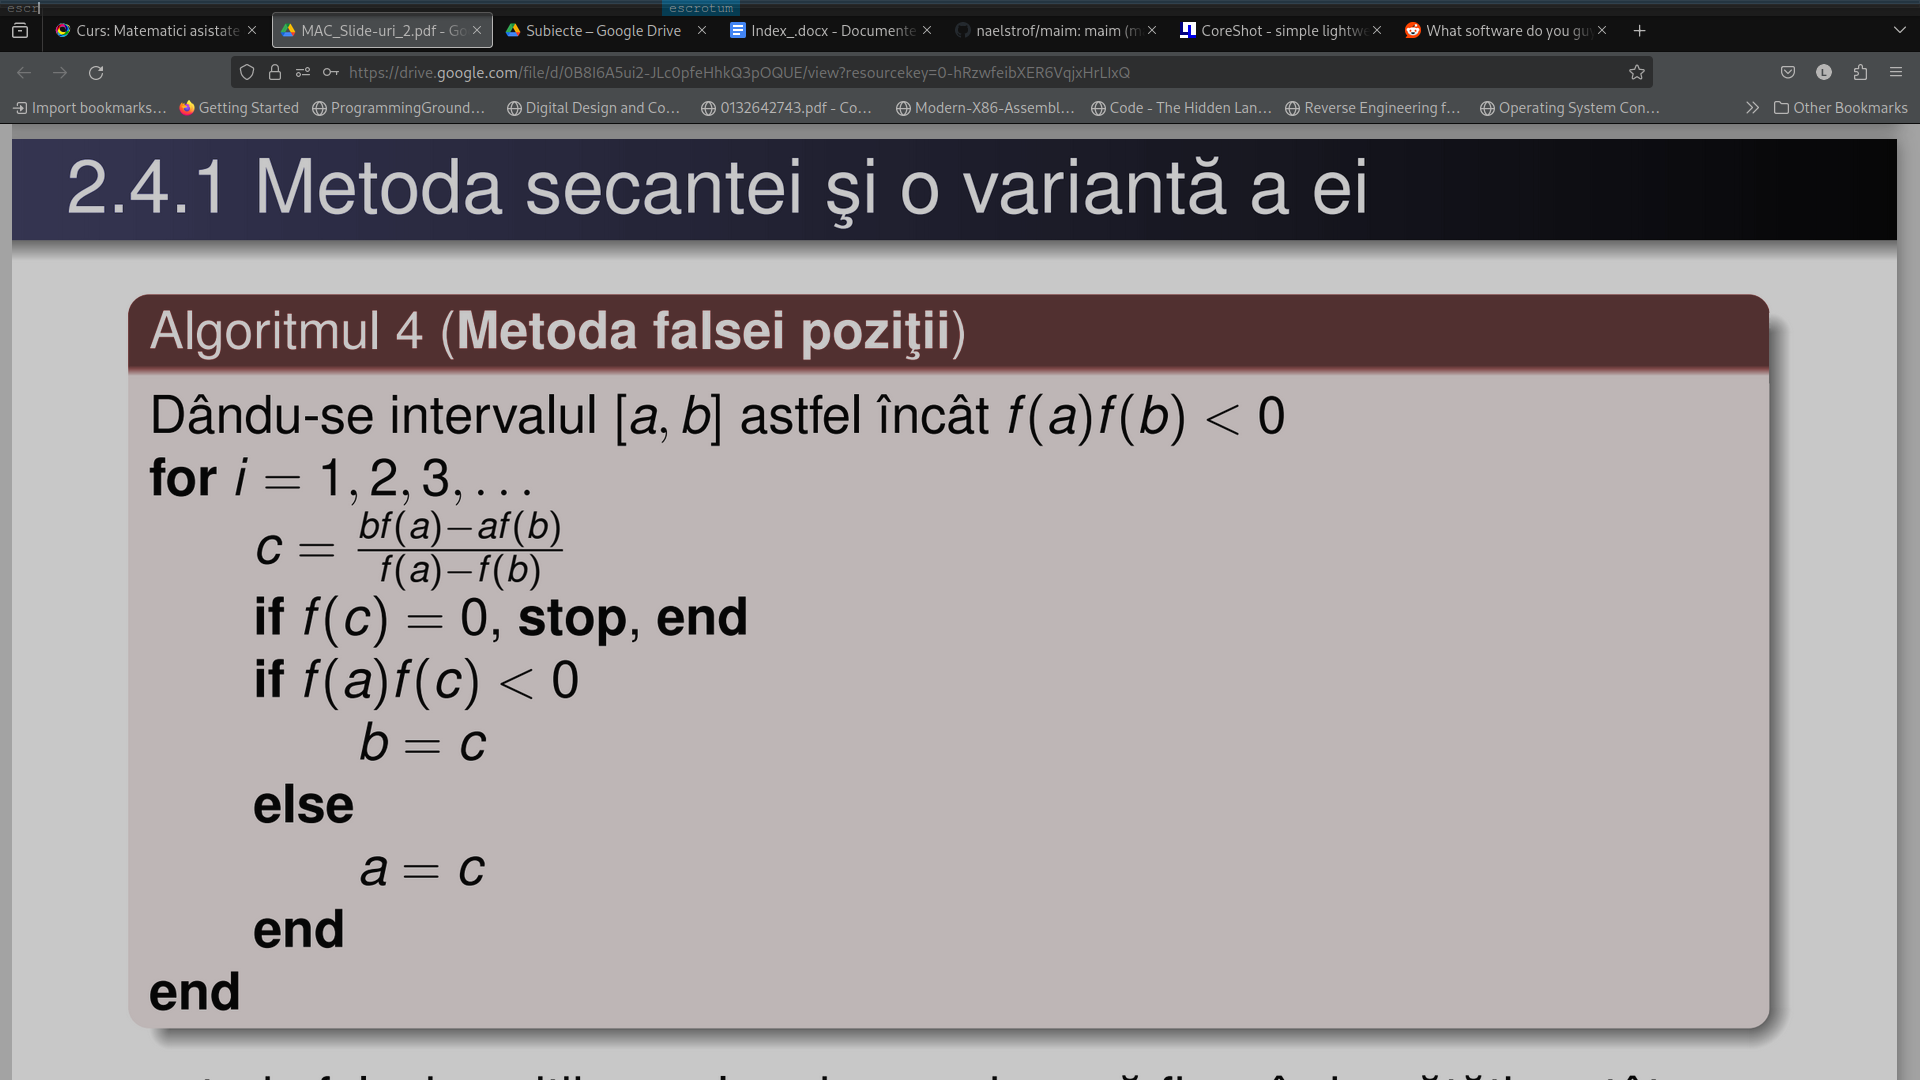 escr escrotum
Curs: Matematici asistate MAC_Slide-uri_2.pdf - Go Subiecte – Google Drive Index_.docx - Documente naelstrof/maim: maim (m CoreShot - simple lightwe What software do you guy
https://drive.google.com/file/d/0B8I6A5ui2-JLc0pfeHhkQ3pOQUE/view?resourcekey=0-hRzwfeibXER6VqjxHrLIxQ L
Import bookmarks… Getting Started ProgrammingGround… Digital Design and Co… 0132642743.pdf - Co… Modern-X86-Assembl… Code - The Hidden Lan… Reverse Engineering f… Operating System Con… Other Bookmarks
2.4.1 Metoda secantei şi o variantă a ei
Algoritmul 4 (Metoda falsei poziţii)
Dându-se intervalul [a, b] astfel încât f(a)f(b) < 0
for i = 1, 2, 3, . . .
c = bf(a)−af(b) / f(a)−f(b)
if f(c) = 0, stop, end
if f(a)f(c) < 0
b = c
else
a = c
end
end